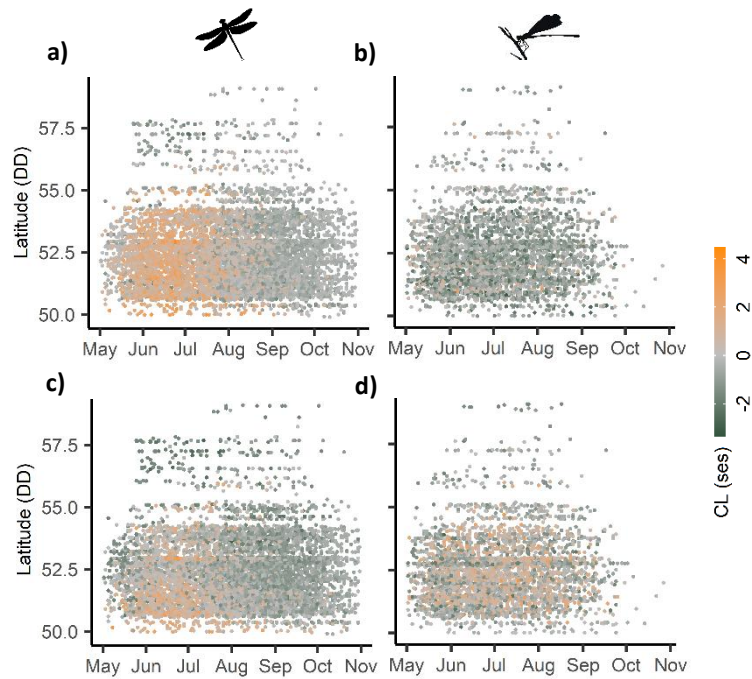 a)
b)
Latitude (DD)
57.5
55.0
52.5
50.0
May Jun Jul Aug Sep Oct Nov
May Jun Jul Aug Sep Oct Nov
c)
d)
Latitude (DD)
57.5
55.0
52.5
50.0
May Jun Jul Aug Sep Oct Nov
May Jun Jul Aug Sep Oct Nov
4
2
0
-2
CL (ses)